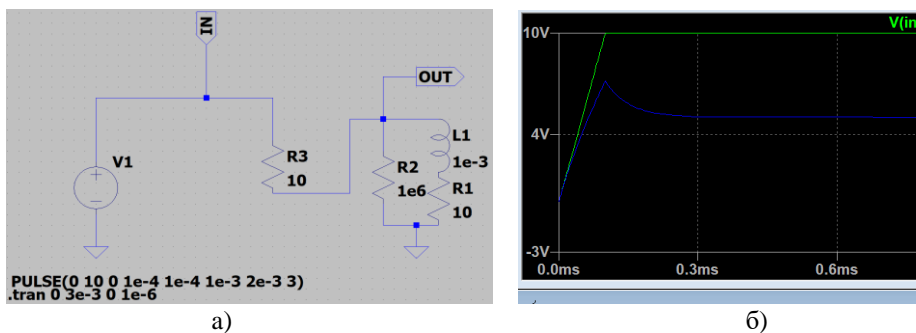 IN
OUT
V1
R3
10
R2
1e6
L1
1e-3
R1
10
PULSE(0 10 0 1e-4 1e-4 1e-3 2e-3 3)
.tran 0 3e-3 0 1e-6
а)
V(in
10V
4V
-3V
0.0ms
0.3ms
0.6ms
б)